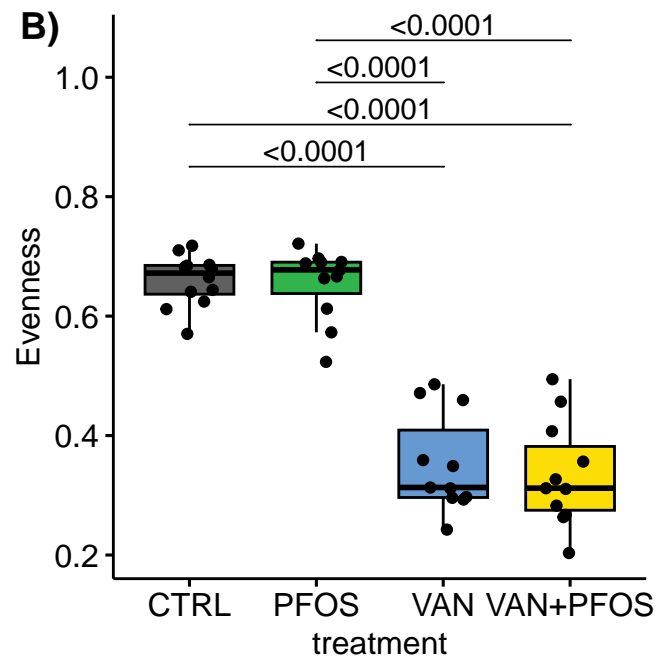 B)
<0.0001
<0.0001
<0.0001
<0.0001
1.0
0.8
0.6
0.4
0.2
Evenness
CTRL PFOS VAN VAN+PFOS
treatment